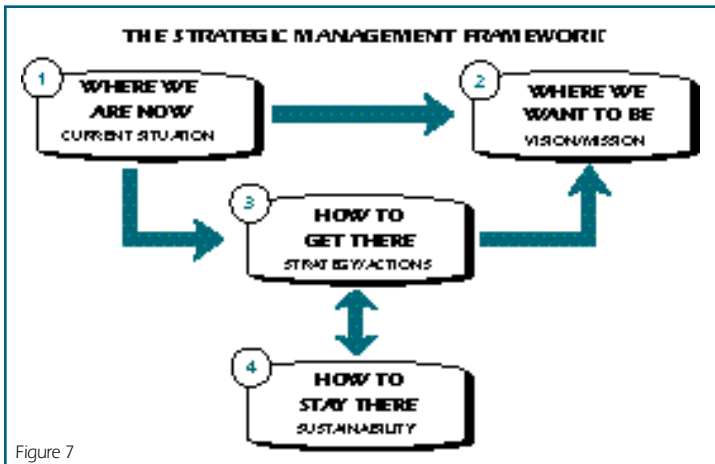 THE STRATEGIC MANAGEMENT FRAMEWORK
1
WHERE WE
ARE NOW
CURRENT SITUATION
2
WHERE WE
WANT TO BE
VISION/MISSION
3
HOW TO
GET THERE
STRATEGY/ACTIONS
4
HOW TO
STAY THERE
SUSTAINABILITY
Figure 7